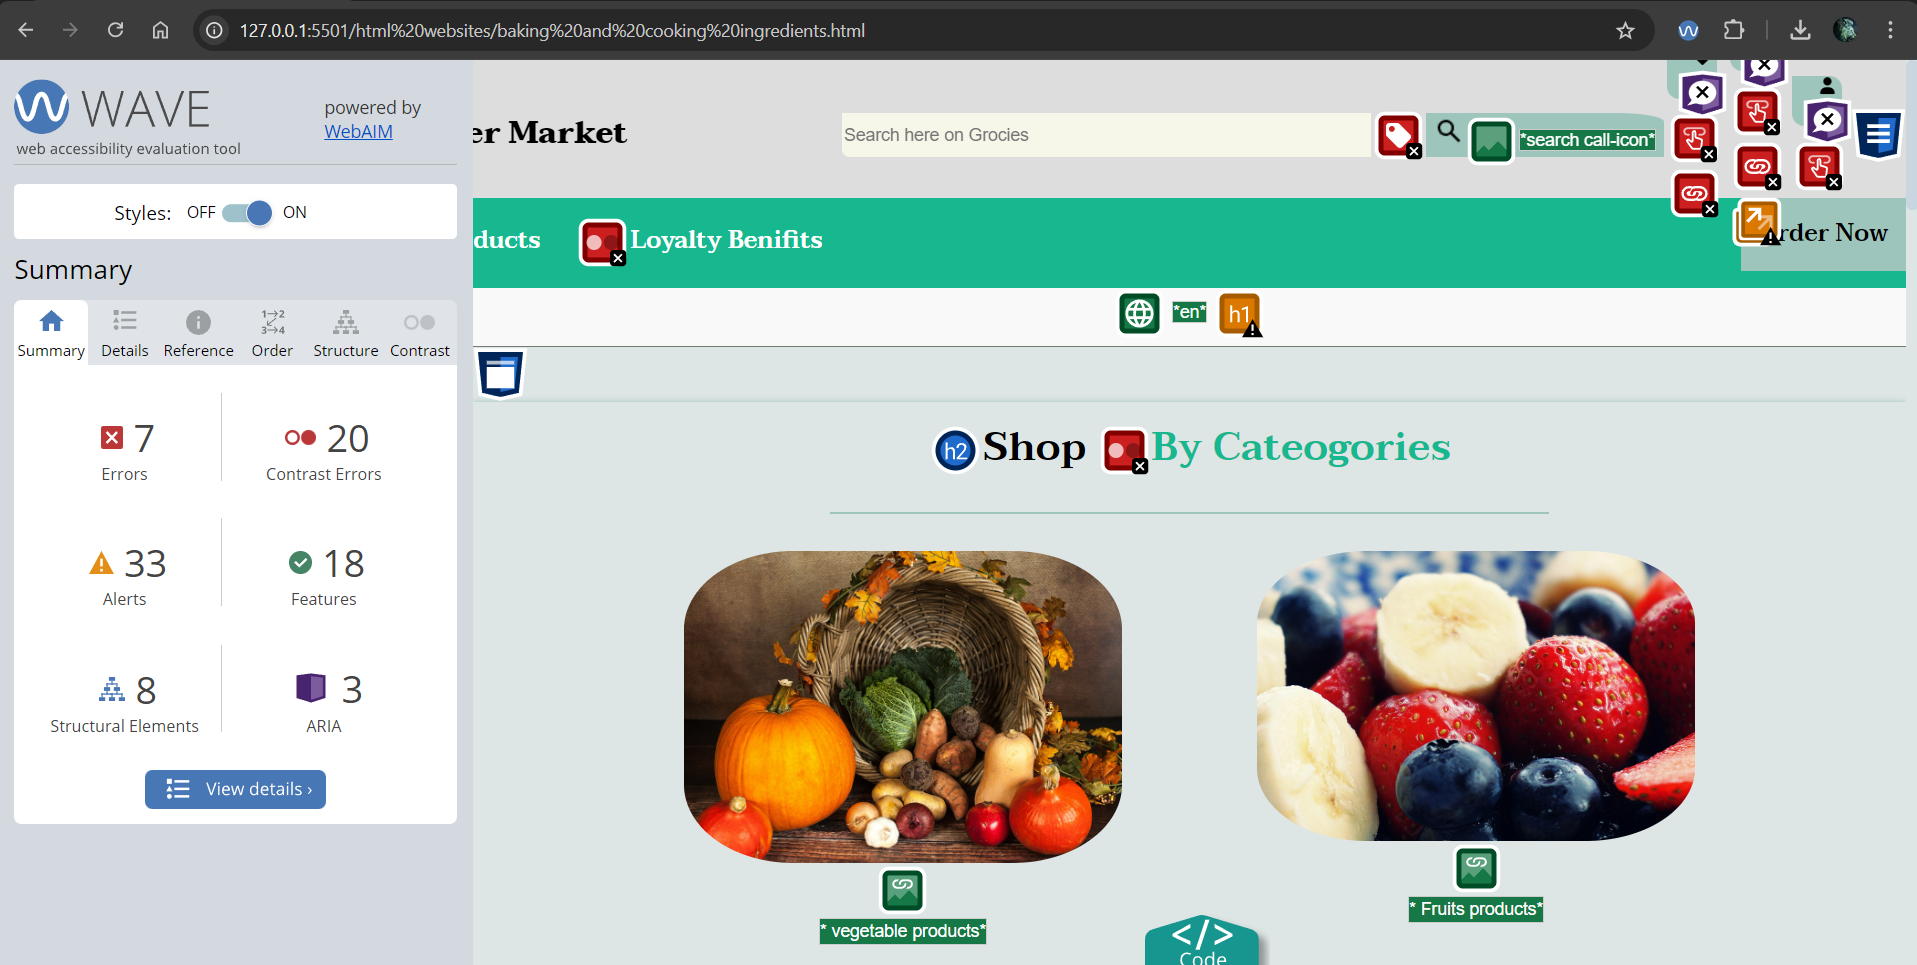 127.0.0.1:5501/html%20websites/baking%20and%20cooking%20ingredients.html
WAVE
web accessibility evaluation tool
powered by
WebAIM
Styles: OFF ON
Summary
Summary Details Reference Order Structure Contrast
7
Errors
20
Contrast Errors
33
Alerts
18
Features
8
Structural Elements
3
ARIA
View details ›
er Market
Search here on Grocies
*search call-icon*
ducts
Loyalty Benifits
rder Now
*en*
h1
h2 Shop By Cateogories
* vegetable products*
* Fruits products*
</>
Code